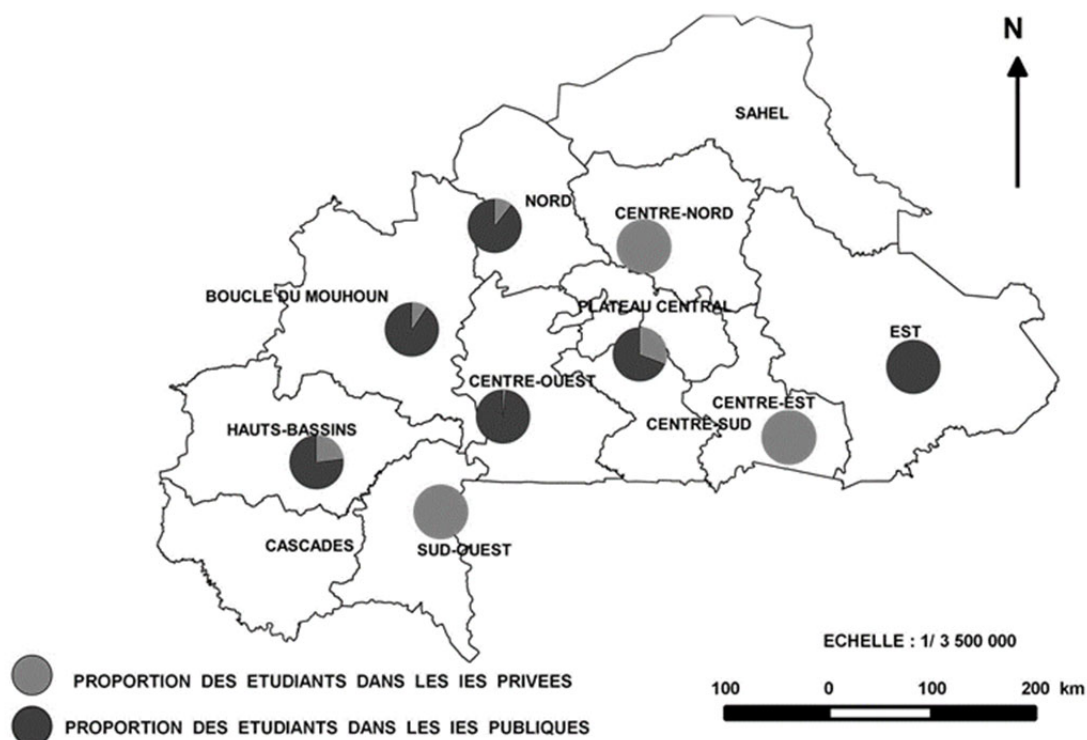 N
SAHEL
NORD
CENTRE-NORD
BOUCLE DU MOUHOUN
PLATEAU CENTRAL
EST
CENTRE-OUEST
CENTRE-EST
CENTRE-SUD
HAUTS-BASSINS
CASCADES
SUD-OUEST
ECHELLE : 1/ 3 500 000
PROPORTION DES ETUDIANTS DANS LES IES PRIVEES
100 0 100 200 km
PROPORTION DES ETUDIANTS DANS LES IES PUBLIQUES